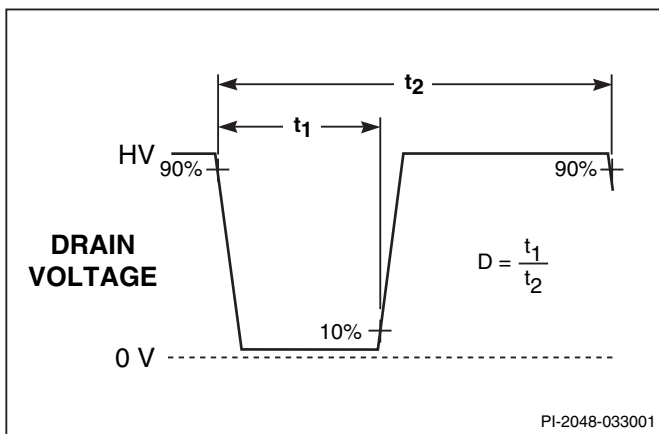 t2
t1
HV
90%
90%
DRAIN
VOLTAGE
D = t1
t2
10%
0 V
PI-2048-033001